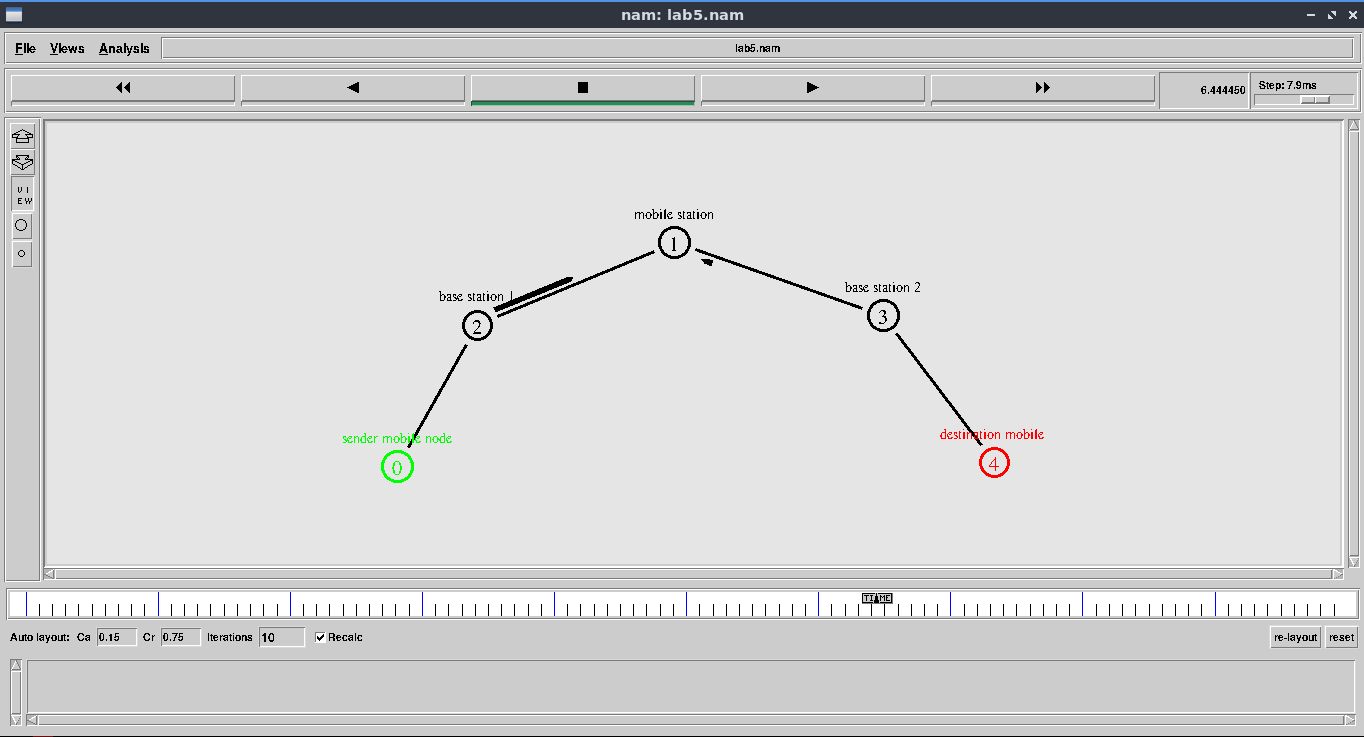 nam: lab5.nam
File Views Analysis lab5.nam
6.444450 Step: 7.9ms
VIEW
mobile station
1
base station 1
2
base station 2
3
sender mobile node
0
destination mobile
4
TIME
Auto layout: Ca 0.15 Cr 0.75 Iterations 10 Recalc re-layout reset